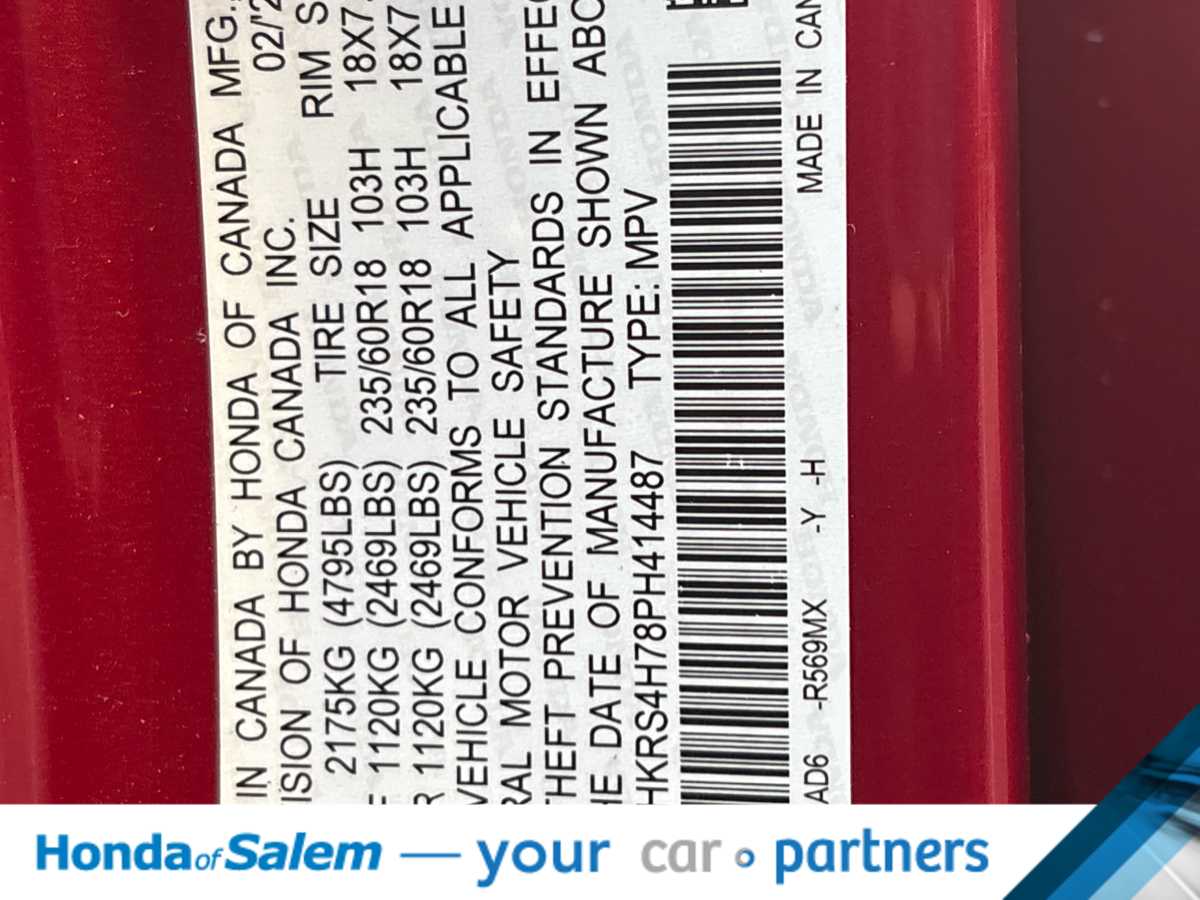 IN CANADA BY HONDA OF CANADA MFG.,
ISION OF HONDA CANADA INC. 02/'2
TIRE SIZE RIM S
2175KG (4795LBS)
1120KG (2469LBS) 235/60R18 103H 18X7
R 1120KG (2469LBS) 235/60R18 103H 18X7
VEHICLE CONFORMS TO ALL APPLICABLE
RAL MOTOR VEHICLE SAFETY
THEFT PREVENTION STANDARDS IN EFFEC
HE DATE OF MANUFACTURE SHOWN ABO
HKRS4H78PH414487 TYPE: MPV
AD6 -R569MX -Y -H MADE IN CAN
Honda of Salem — your car partners